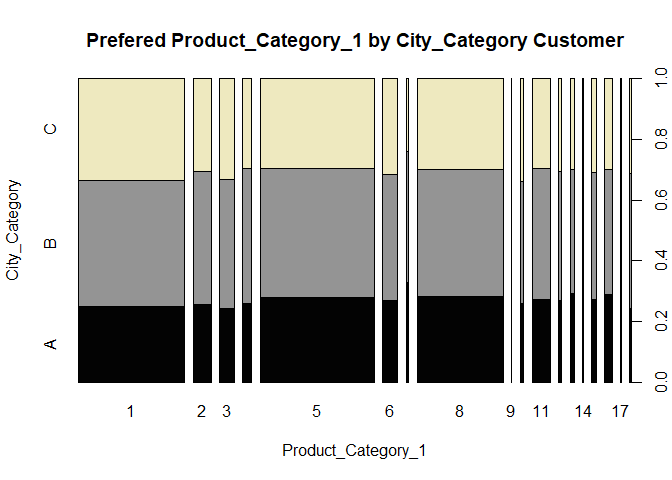 Prefered Product_Category_1 by City_Category Customer
City_Category
C
B
A
1.0
0.8
0.6
0.4
0.2
0.0
1 2 3 5 6 8 9 11 14 17
Product_Category_1